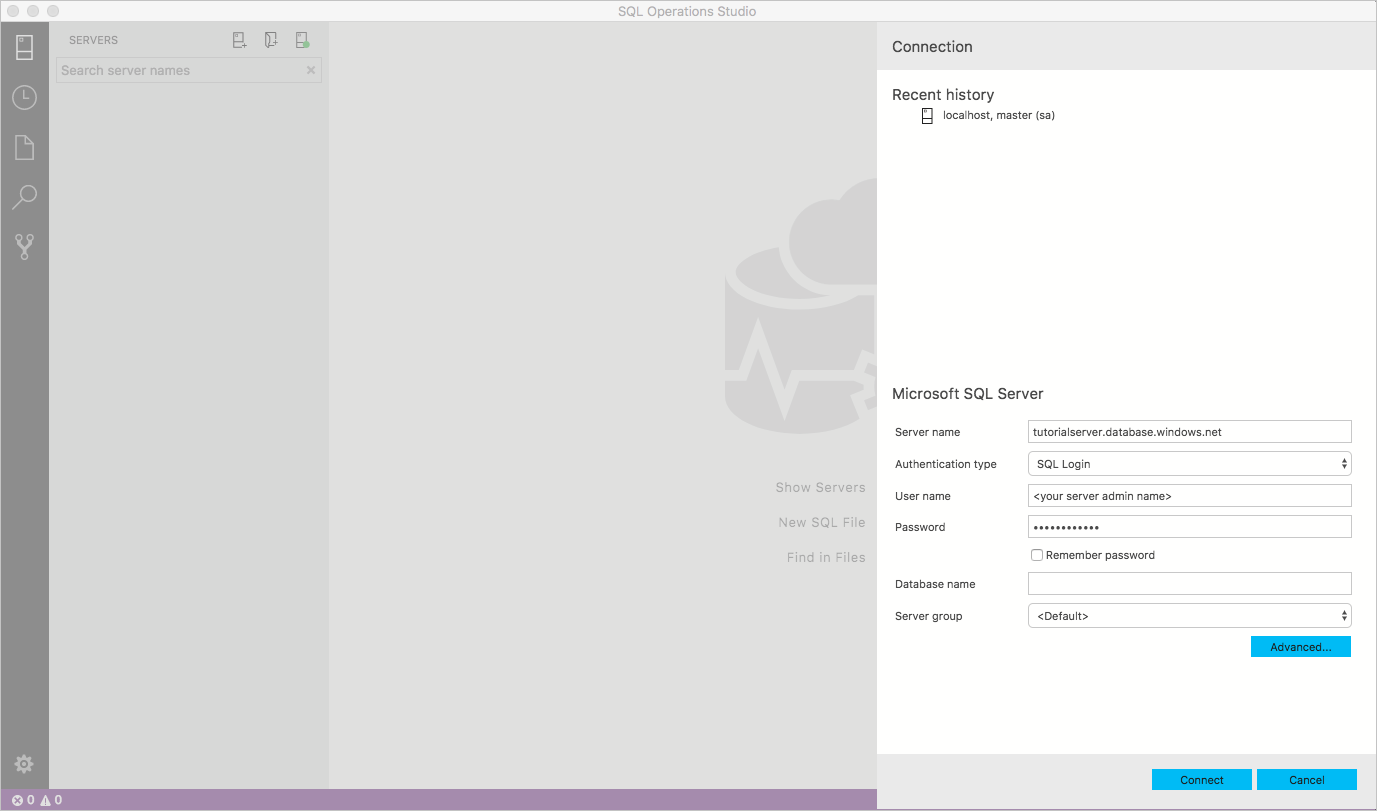 SQL Operations Studio
SERVERS
Search server names
Show Servers
New SQL File
Find in Files
0 0
Connection
Recent history
localhost, master (sa)
Microsoft SQL Server
Server name tutorialserver.database.windows.net
Authentication type SQL Login
User name <your server admin name>
Password ••••••••••••
Remember password
Database name
Server group <Default>
Advanced...
Connect Cancel